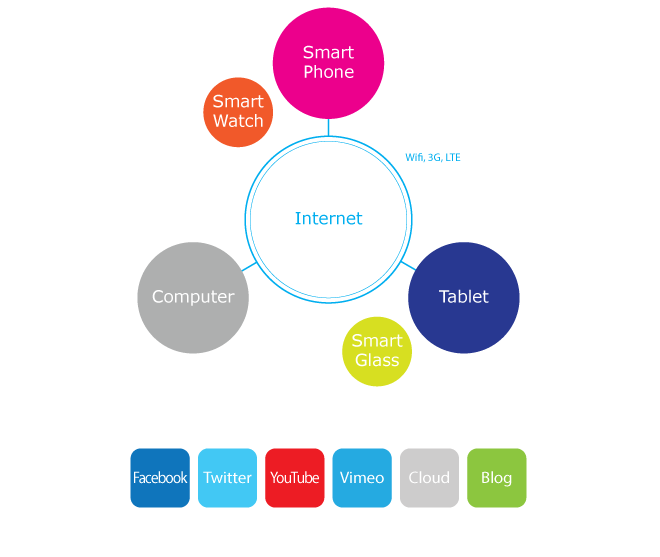 Smart
Phone
Smart
Watch
Wifi, 3G, LTE
Internet
Computer
Tablet
Smart
Glass
Facebook
Twitter
YouTube
Vimeo
Cloud
Blog